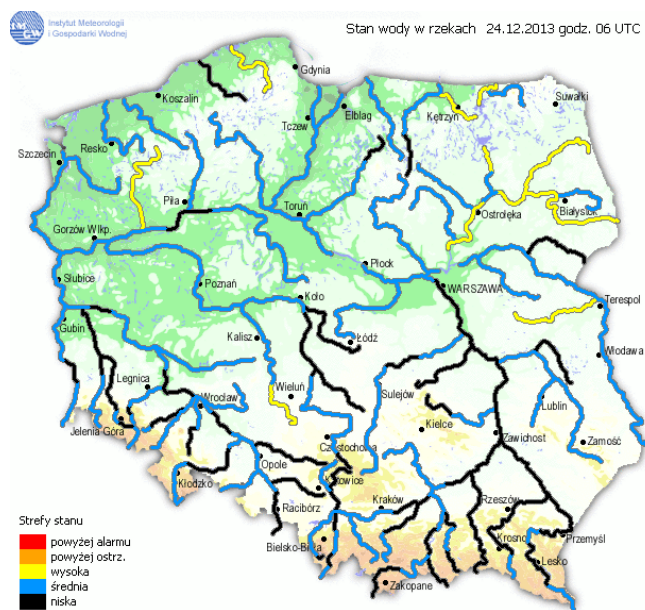 Instytut Meteorologii
i Gospodarki Wodnej
Stan wody w rzekach 24.12.2013 godz. 06 UTC
Gdynia
Koszalin
Suwałki
Tczew
Elbląg
Kętrzyn
Resko
Szczecin
Piła
Toruń
Ostrołęka
Białystok
Gorzów Wlkp.
Płock
Słubice
Poznań
Koło
WARSZAWA
Terespol
Gubin
Kalisz
Łódź
Włodawa
Legnica
Wieluń
Sulejów
Wrocław
Lublin
Jelenia Góra
Kielce
Zawichost
Zamość
Częstochowa
Opole
Kłodzko
Katowice
Racibórz
Kraków
Rzeszów
Bielsko-Biała
Krosno
Przemyśl
Lesko
Zakopane
Strefy stanu
powyżej alarmu
powyżej ostrz.
wysoka
średnia
niska